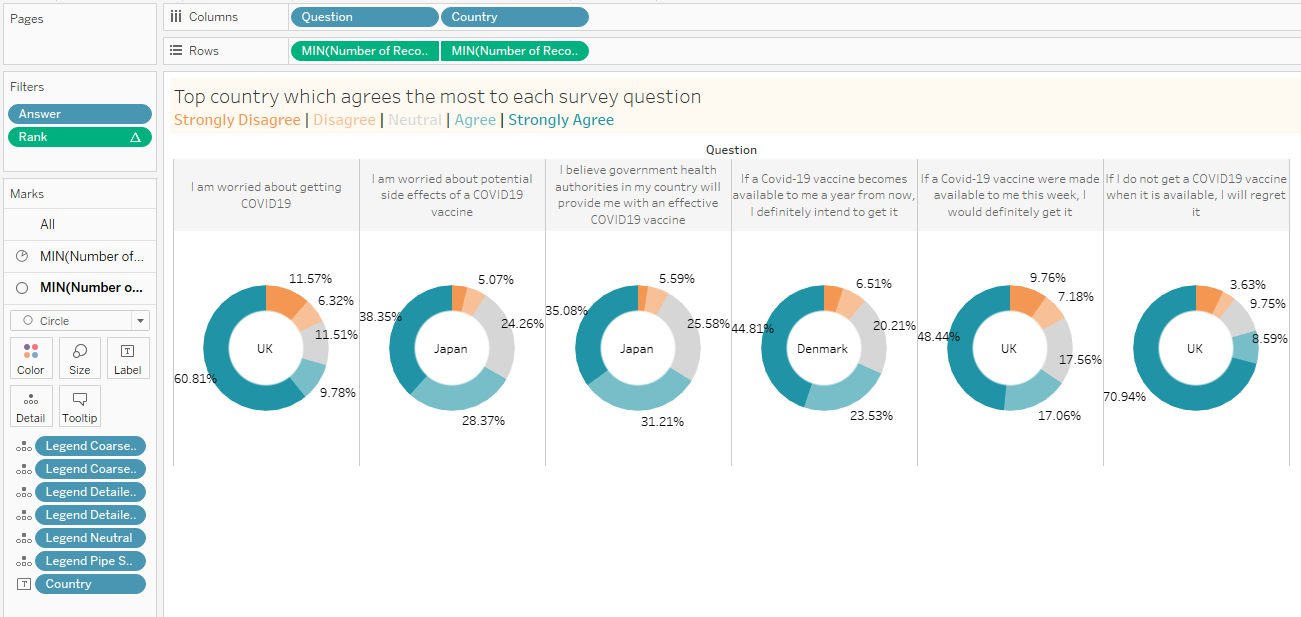 Pages
Columns
Question
Country
Rows
MIN(Number of Reco..
MIN(Number of Reco..
Filters
Answer
Rank
Marks
All
MIN(Number of...
MIN(Number o...
Circle
Color
Size
Label
Detail
Tooltip
Legend Coarse..
Legend Coarse..
Legend Detaile..
Legend Detaile..
Legend Neutral
Legend Pipe S..
Country
Top country which agrees the most to each survey question
Strongly Disagree | Disagree | Neutral | Agree | Strongly Agree
Question
I am worried about getting
COVID19
I am worried about potential
side effects of a COVID19
vaccine
I believe government health
authorities in my country will
provide me with an effective
COVID19 vaccine
If a Covid-19 vaccine becomes
available to me a year from now,
I definitely intend to get it
If a Covid-19 vaccine were made
available to me this week, I
would definitely get it
If I do not get a COVID19 vaccine
when it is available, I will regret
it
11.57%
6.32%
11.51%
9.78%
60.81%
UK
5.07%
24.26%
28.37%
38.35%
Japan
5.59%
25.58%
31.21%
35.08%
Japan
6.51%
20.21%
23.53%
44.81%
Denmark
9.76%
7.18%
17.56%
17.06%
48.44%
UK
3.63%
9.75%
8.59%
70.94%
UK